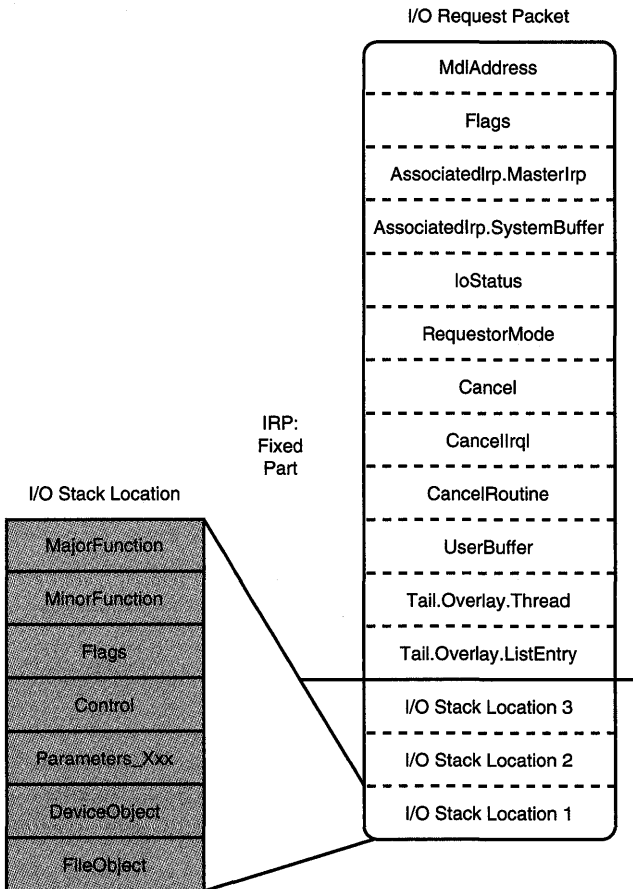 I/O Request Packet
MdlAddress
Flags
AssociatedIrp.MasterIrp
AssociatedIrp.SystemBuffer
IoStatus
RequestorMode
Cancel
CancelIrql
CancelRoutine
UserBuffer
Tail.Overlay.Thread
Tail.Overlay.ListEntry
I/O Stack Location 3
I/O Stack Location 2
I/O Stack Location 1
IRP:
Fixed
Part
I/O Stack Location
MajorFunction
MinorFunction
Flags
Control
Parameters_Xxx
DeviceObject
FileObject